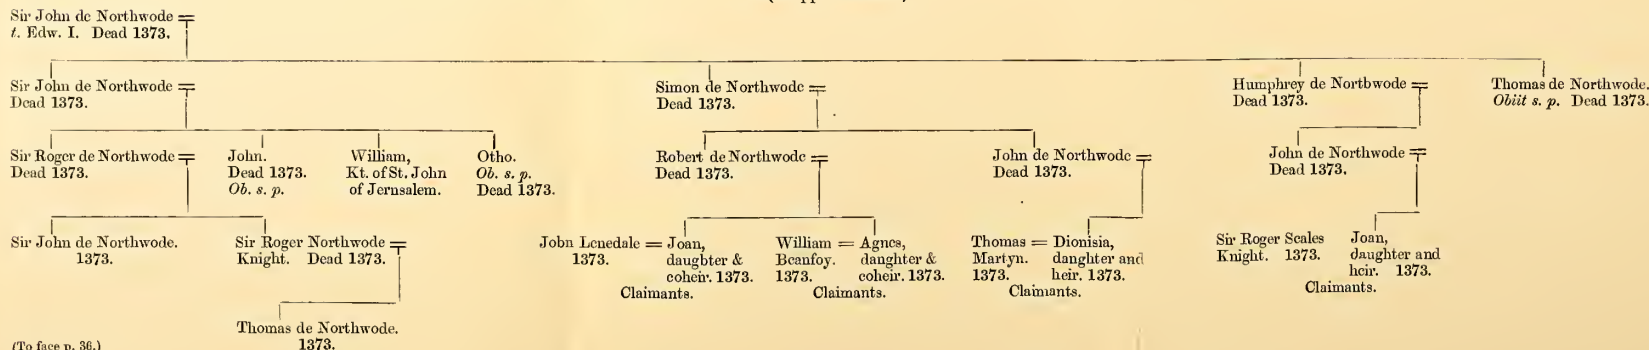 Sir John de Northwode
t. Edw. I. Dead 1373.
Sir John de Northwode
Dead 1373.
Simon de Northwode
Dead 1373.
Humphrey de Northwode
Dead 1373.
Thomas de Northwode.
Obiit s. p. Dead 1373.
Sir Roger de Northwode
Dead 1373.
John.
Dead 1373.
Ob. s. p.
William,
Kt. of St. John
of Jerusalem.
Otho.
Ob. s. p.
Dead 1373.
Robert de Northwode
Dead 1373.
John de Northwode
Dead 1373.
John de Northwode
Dead 1373.
Sir John de Northwode.
1373.
Sir Roger Northwode
Knight. Dead 1373.
John Lenedale = Joan,
1373. daughter &
coheir. 1373.
Claimants.
William = Agnes,
Beaufoy. daughter &
1373. coheir. 1373.
Claimants.
Thomas = Dionisia,
Martyn. daughter and
1373. heir. 1373.
Claimants.
Sir Roger Scales Joan,
Knight. 1373. daughter and
heir. 1373.
Claimants.
Thomas de Northwode.
1373.
(To face p. 36.)